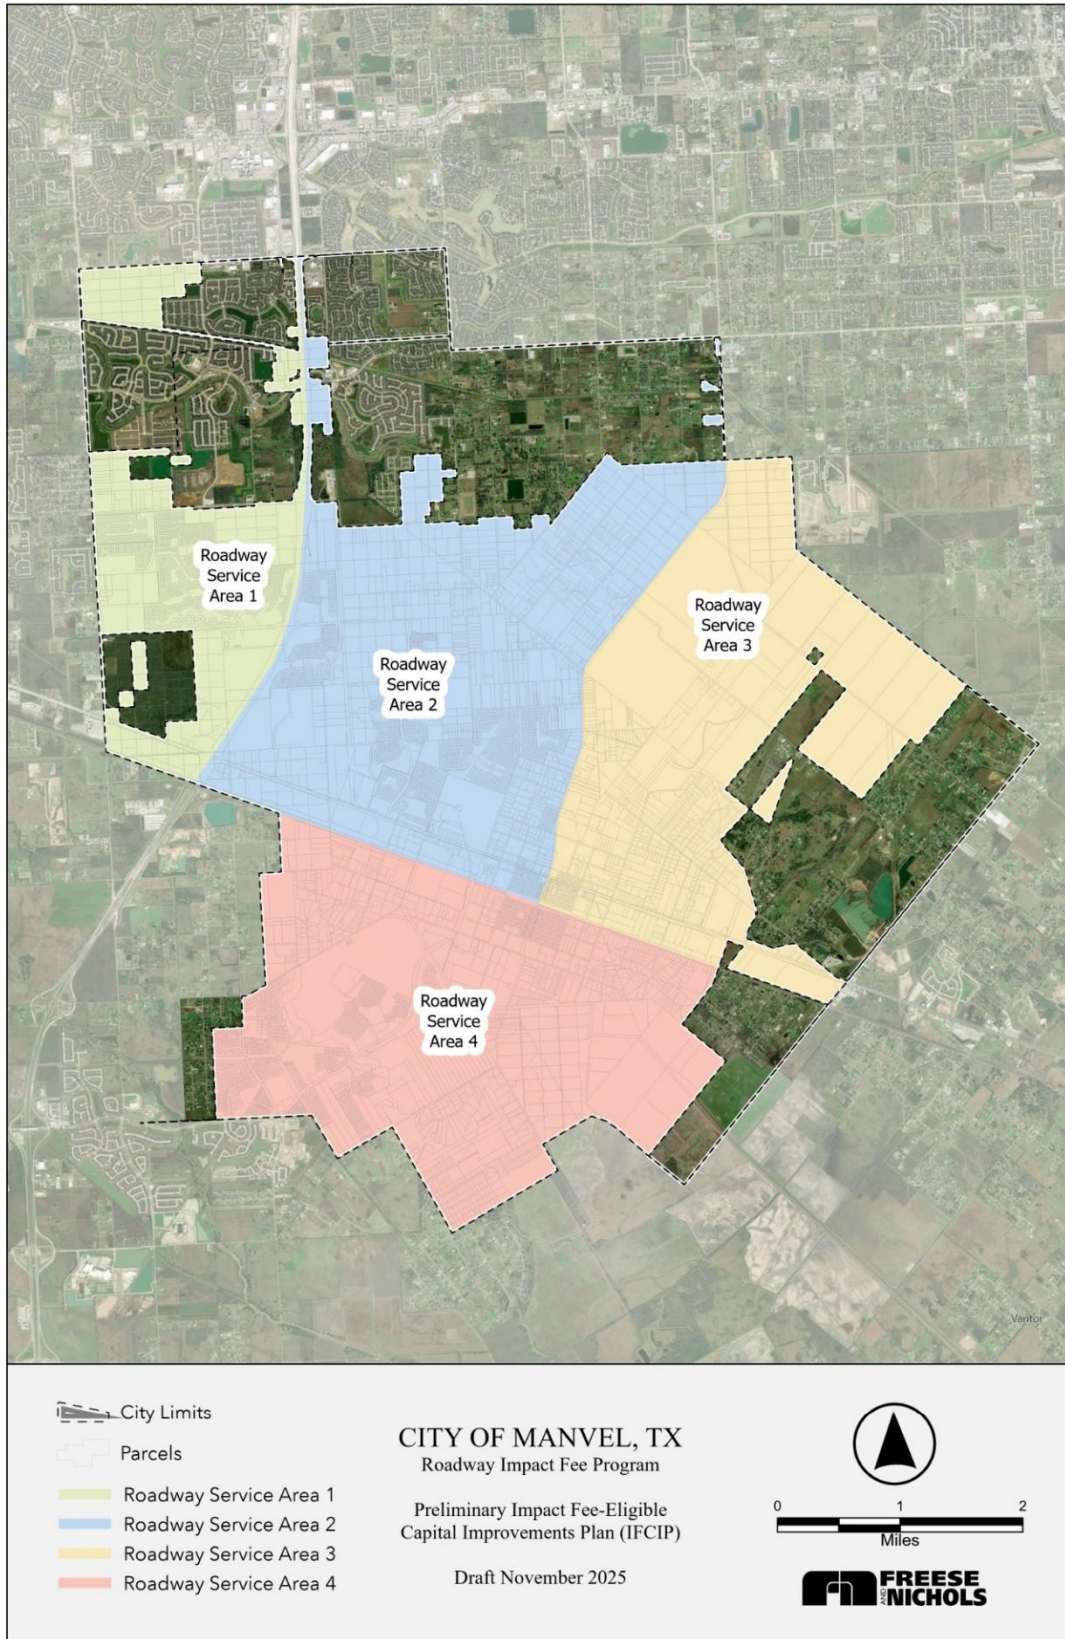 Roadway
Service
Area 1
Roadway
Service
Area 2
Roadway
Service
Area 3
Roadway
Service
Area 4
Vantor
City Limits
Parcels
Roadway Service Area 1
Roadway Service Area 2
Roadway Service Area 3
Roadway Service Area 4
CITY OF MANVEL, TX
Roadway Impact Fee Program
Preliminary Impact Fee-Eligible
Capital Improvements Plan (IFCIP)
Draft November 2025
0 1 2
Miles
FREESE
AND NICHOLS